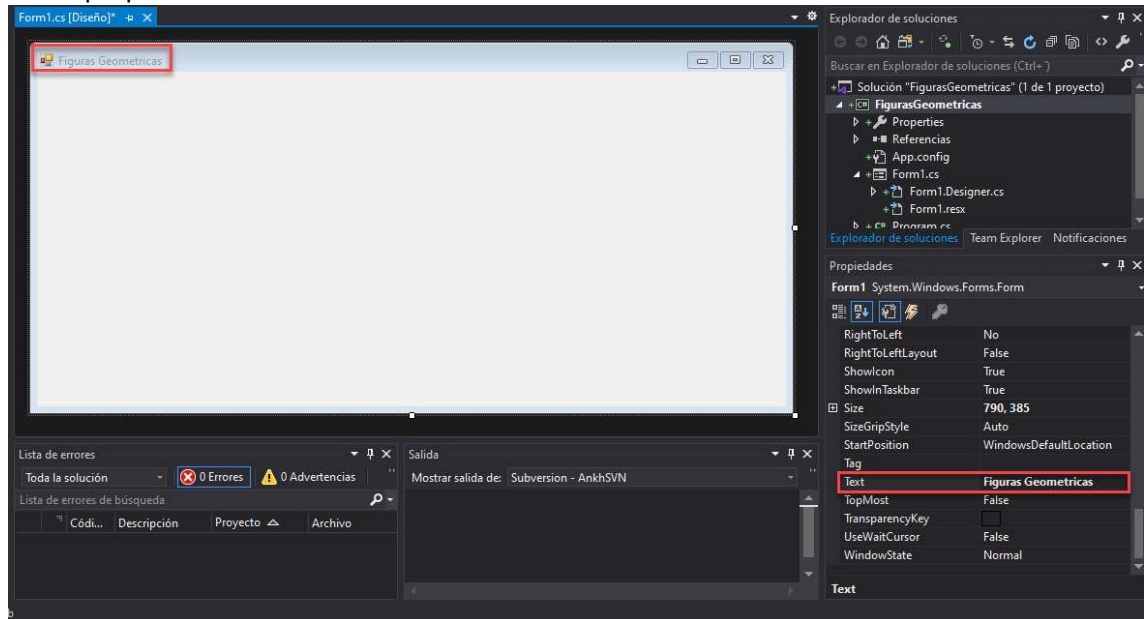 Form1.cs [Diseño]*
Figuras Geometricas
Lista de errores
Toda la solución
0 Errores
0 Advertencias
Lista de errores de búsqueda
Códi... Descripción Proyecto Archivo
Salida
Mostrar salida de: Subversion - AnkhSVN
Explorador de soluciones
Buscar en Explorador de soluciones (Ctrl+´)
Solución "FigurasGeometricas" (1 de 1 proyecto)
FigurasGeometricas
Properties
Referencias
App.config
Form1.cs
Form1.Designer.cs
Form1.resx
Program.cs
Explorador de soluciones Team Explorer Notificaciones
Propiedades
Form1 System.Windows.Forms.Form
RightToLeft No
RightToLeftLayout False
ShowIcon True
ShowInTaskbar True
Size 790, 385
SizeGripStyle Auto
StartPosition WindowsDefaultLocation
Tag
Text Figuras Geometricas
TopMost False
TransparencyKey
UseWaitCursor False
WindowState Normal
Text